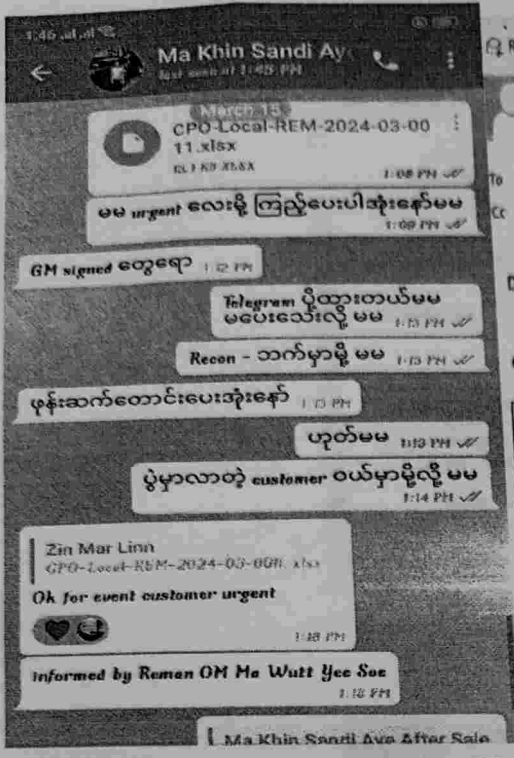 1:46
Ma Khin Sandi Ay
last seen at 1:45 PM
March 15
CPO-Local-REM-2024-03-00
11.xlsx
XLSX
1:08 PM
မမ urgent လေးမို့ ကြည့်ပေးပါအုံးနော်မမ
1:09 PM
GM signed တွေရော 1:12 PM
Telegram ပို့ထားတယ်မမ
မပေးသေးလို့ မမ 1:13 PM
Recon - ဘက်မှာမို့ မမ 1:13 PM
ဖုန်းဆက်တောင်းပေးအုံးနော် 1:13 PM
ဟုတ်မမ 1:13 PM
ပွဲမှာလာတဲ့ customer ဝယ်မှာမို့လို့ မမ
1:14 PM
Zin Mar Linn
CPO-Local-REM-2024-03-0011.xlsx
Ok for event customer urgent
1:18 PM
Informed by Reman OM Ma Wutt Yee Soe
1:18 PM
Ma Khin Sandi Aye After Sale
To
Cc